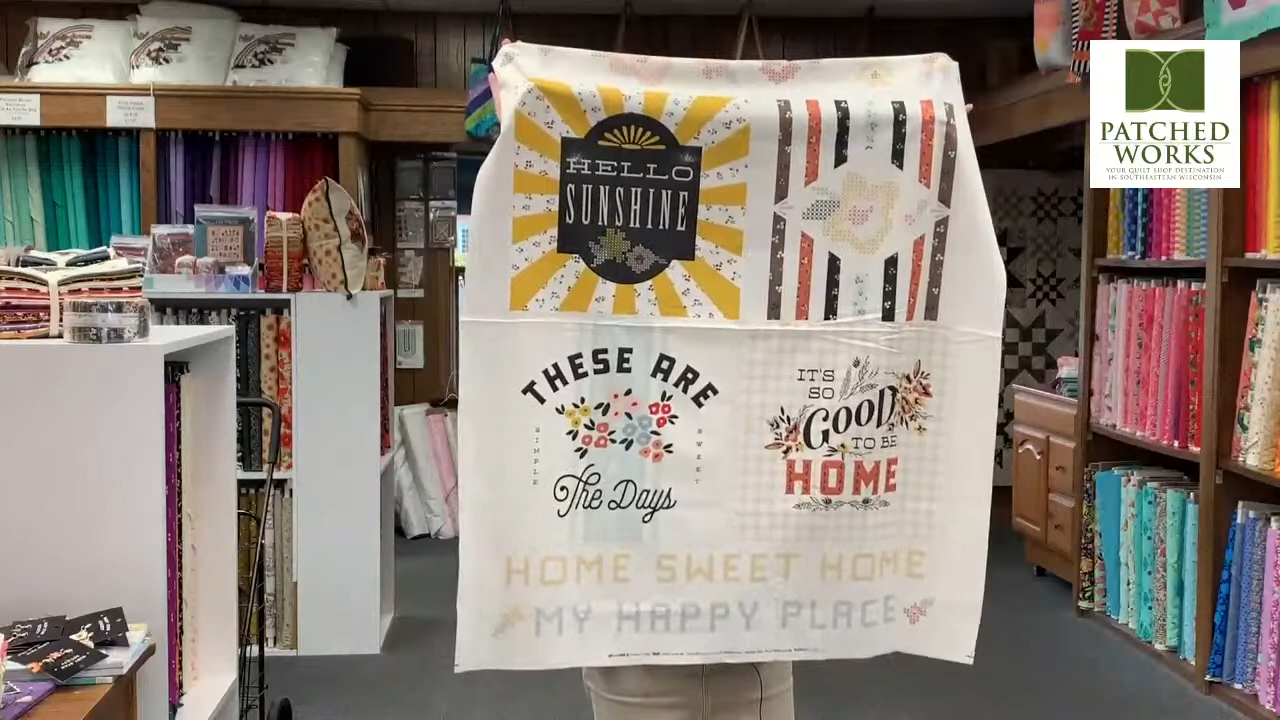 HELLO
SUNSHINE
THESE ARE
SIMPLE
SWEET
The Days
IT'S
SO
GOOD
TO BE
HOME
HOME SWEET HOME
MY HAPPY PLACE
PATCHED
WORKS
YOUR QUILT SHOP DESTINATION
IN SOUTHEASTERN WISCONSIN